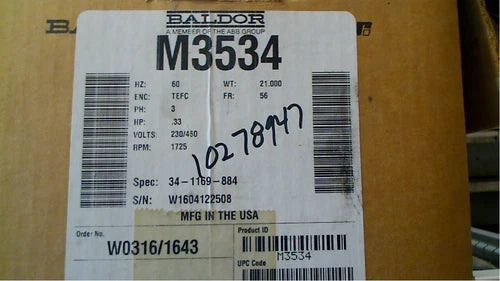 BALDOR
A MEMBER OF THE ABB GROUP
M3534
HZ: 60 WT: 21.000
ENC: TEFC FR: 56
PH: 3
HP: .33
VOLTS: 230/460
RPM: 1725
10278947
Spec: 34-1169-884
S/N: W1604122508
MFG IN THE USA
Order No. Product ID
W0316/1643
M3534
UPC Code